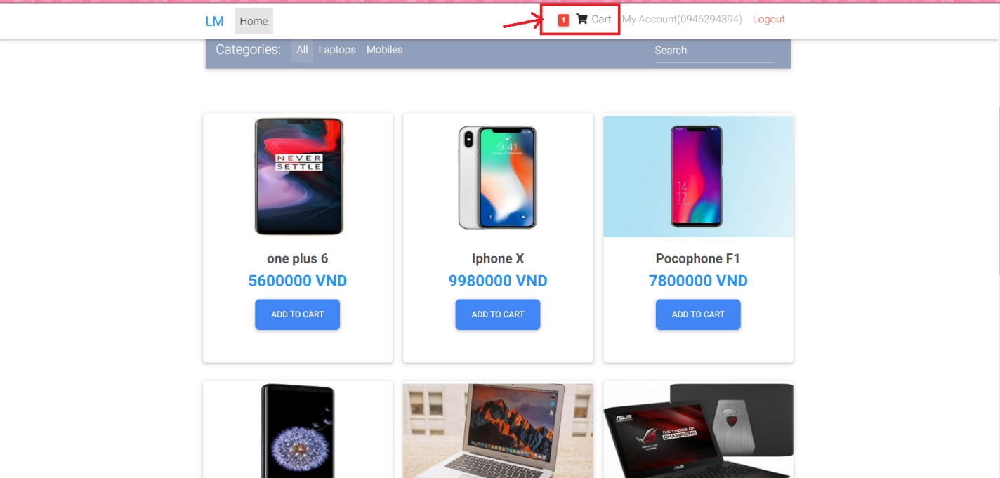 LM Home 1 Cart My Account(0946294394) Logout
Categories: All Laptops Mobiles Search
NEVER
SETTLE
9:41
14
17
one plus 6 Iphone X Pocophone F1
5600000 VND 9980000 VND 7800000 VND
ADD TO CART ADD TO CART ADD TO CART
ASUS
THE CHOICE OF
CHAMPIONS
ASUS